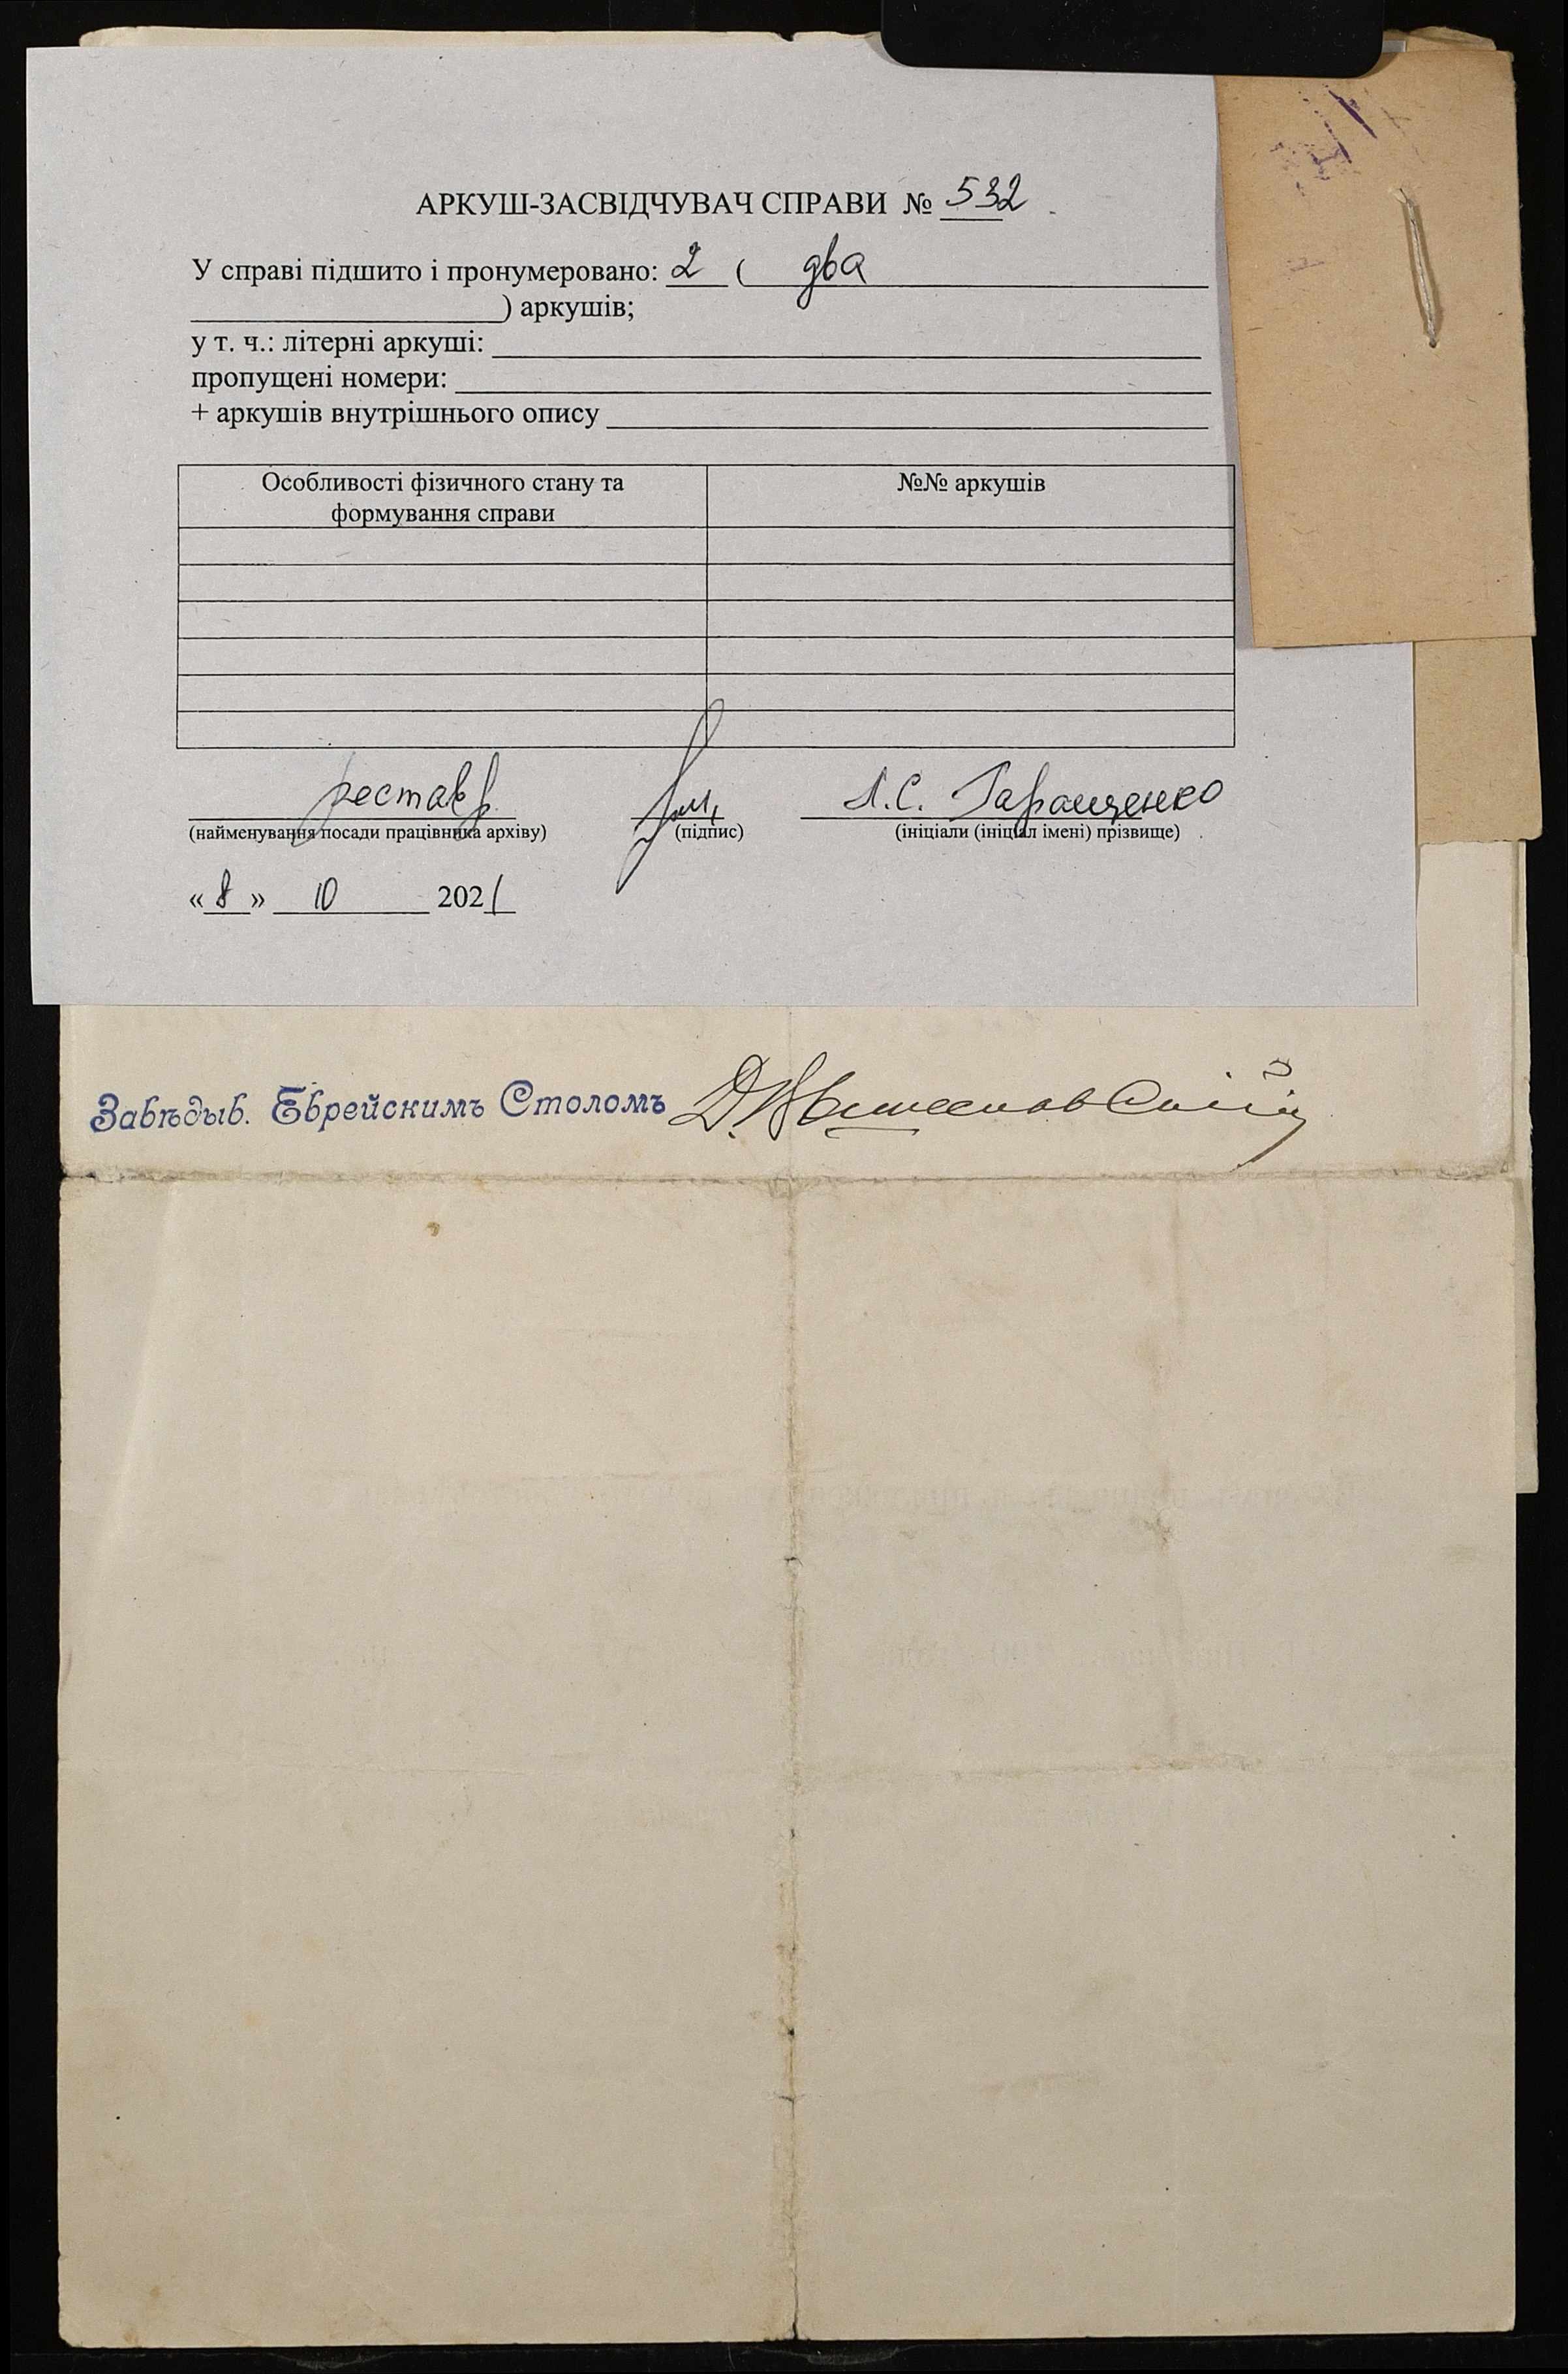 АРКУШ-ЗАСВІДЧУВАЧ СПРАВИ № 532
У справі підшито і пронумеровано: 2 ( два
) аркушів;
у т. ч.: літерні аркуші:
пропущені номери:
+ аркушів внутрішнього опису
Особливості фізичного стану та формування справи
№№ аркушів
реставр.
Л.С. Гаращенко
(найменування посади працівника архіву) (підпис) (ініціали (ініціал імені) прізвище)
«8» 10 2021
Завѣдыв. Еврейскимъ Столомъ